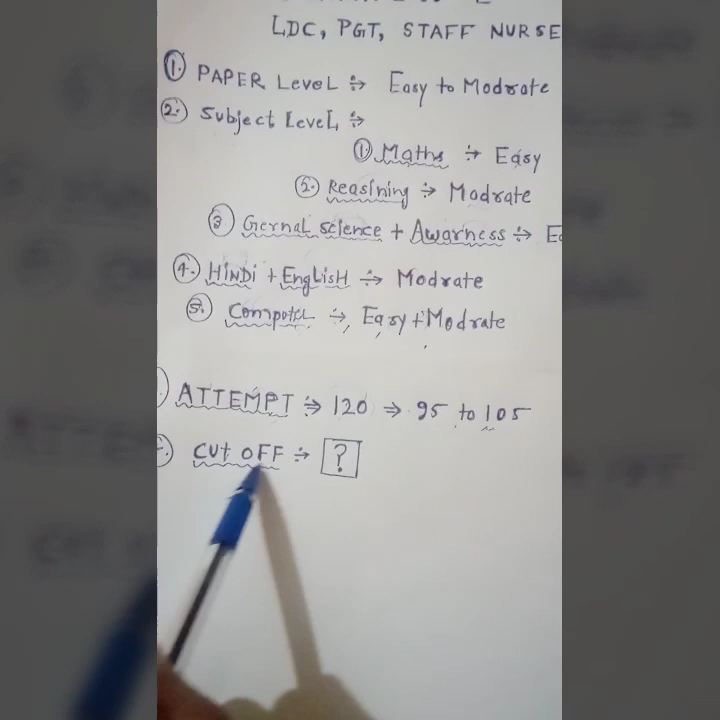 LDC, PGT, STAFF NURSE
1. PAPER LeveL ÷> Easy to Modrate
2. Subject LeveL ÷>
1. Maths ÷> Easy
2. Reasining ÷> Modrate
3 Gernal science + Awarness ÷>
4. HINDi + EngLisH ÷> Modrate
5. Computer ÷> Easy + Modrate
ATTEMPT ÷> 120 => 95 to 105
CUt OFF ÷> ?